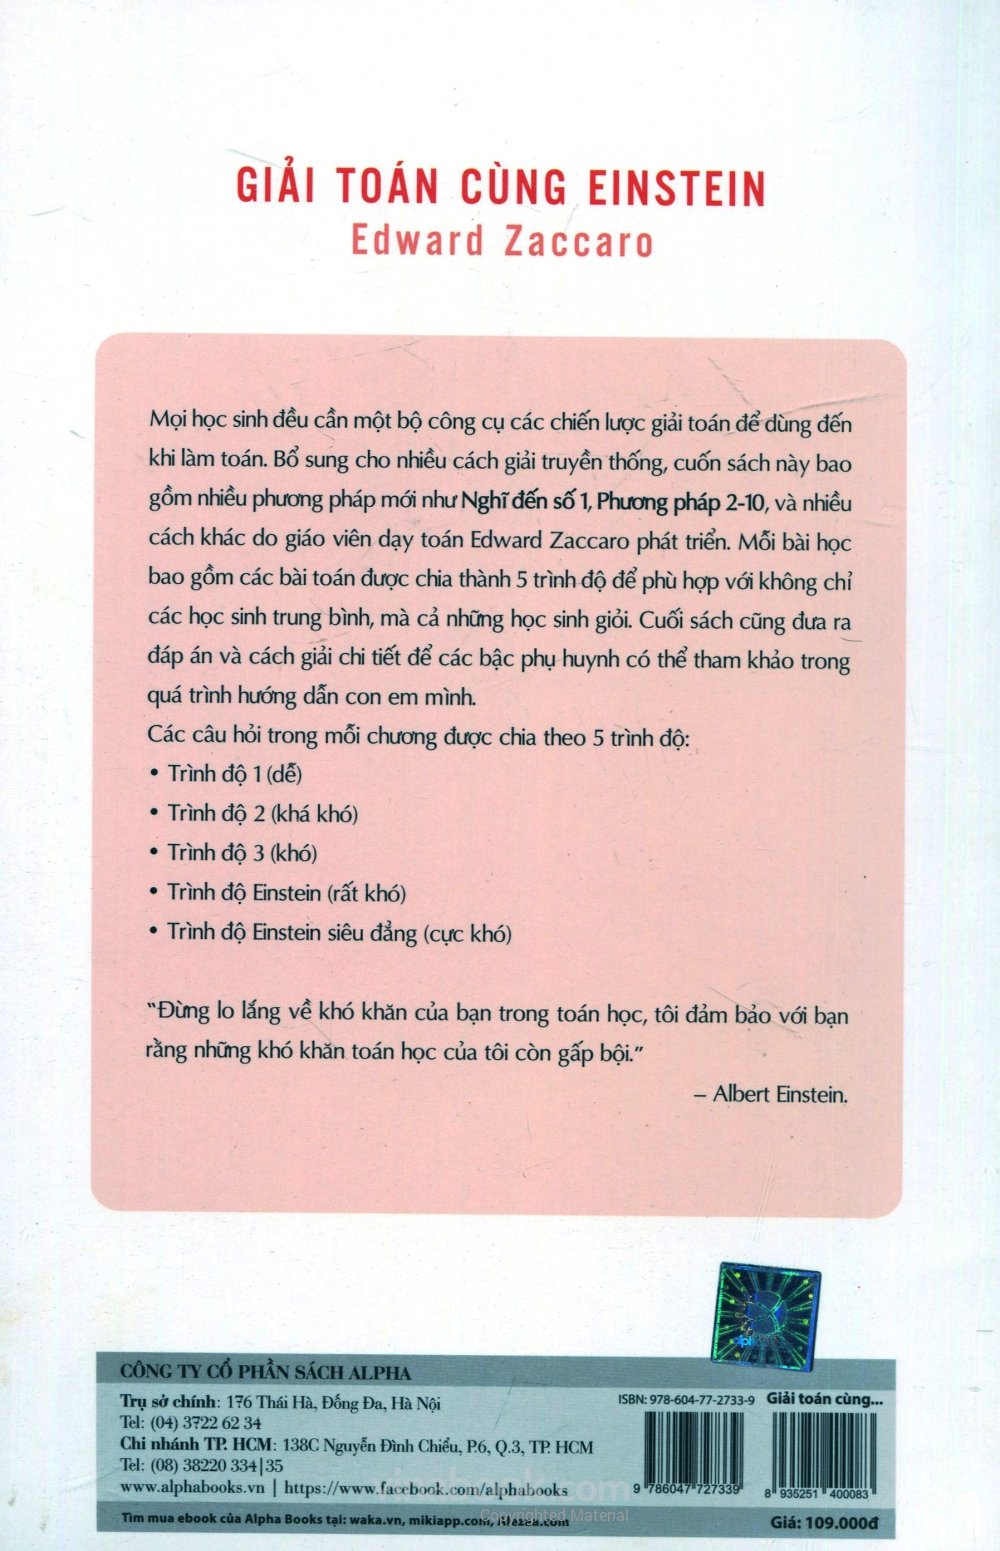 GIẢI TOÁN CÙNG EINSTEIN
Edward Zaccaro
Mọi học sinh đều cần một bộ công cụ các chiến lược giải toán để dùng đến
khi làm toán. Bổ sung cho nhiều cách giải truyền thống, cuốn sách này bao
gồm nhiều phương pháp mới như Nghĩ đến số 1, Phương pháp 2-10, và nhiều
cách khác do giáo viên dạy toán Edward Zaccaro phát triển. Mỗi bài học
bao gồm các bài toán được chia thành 5 trình độ để phù hợp với không chỉ
các học sinh trung bình, mà cả những học sinh giỏi. Cuối sách cũng đưa ra
đáp án và cách giải chi tiết để các bậc phụ huynh có thể tham khảo trong
quá trình hướng dẫn con em mình.
Các câu hỏi trong mỗi chương được chia theo 5 trình độ:
• Trình độ 1 (dễ)
• Trình độ 2 (khá khó)
• Trình độ 3 (khó)
• Trình độ Einstein (rất khó)
• Trình độ Einstein siêu đẳng (cực khó)
"Đừng lo lắng về khó khăn của bạn trong toán học, tôi đảm bảo với bạn
rằng những khó khăn toán học của tôi còn gấp bội."
– Albert Einstein.
CÔNG TY CỔ PHẦN SÁCH ALPHA
Trụ sở chính: 176 Thái Hà, Đống Đa, Hà Nội
Tel: (04) 3722 62 34
Chi nhánh TP. HCM: 138C Nguyễn Đình Chiểu, P.6, Q.3, TP. HCM
Tel: (08) 38220 334|35
www.alphabooks.vn | https://www.facebook.com/alphabooks
Tìm mua ebook của Alpha Books tại: waka.vn, mikiapp.com, Alezaa.com
ISBN: 978-604-77-2733-9
9 786047 727339
Giải toán cùng...
8 935251 400083
Giá: 109.000đ
Copyrighted Material